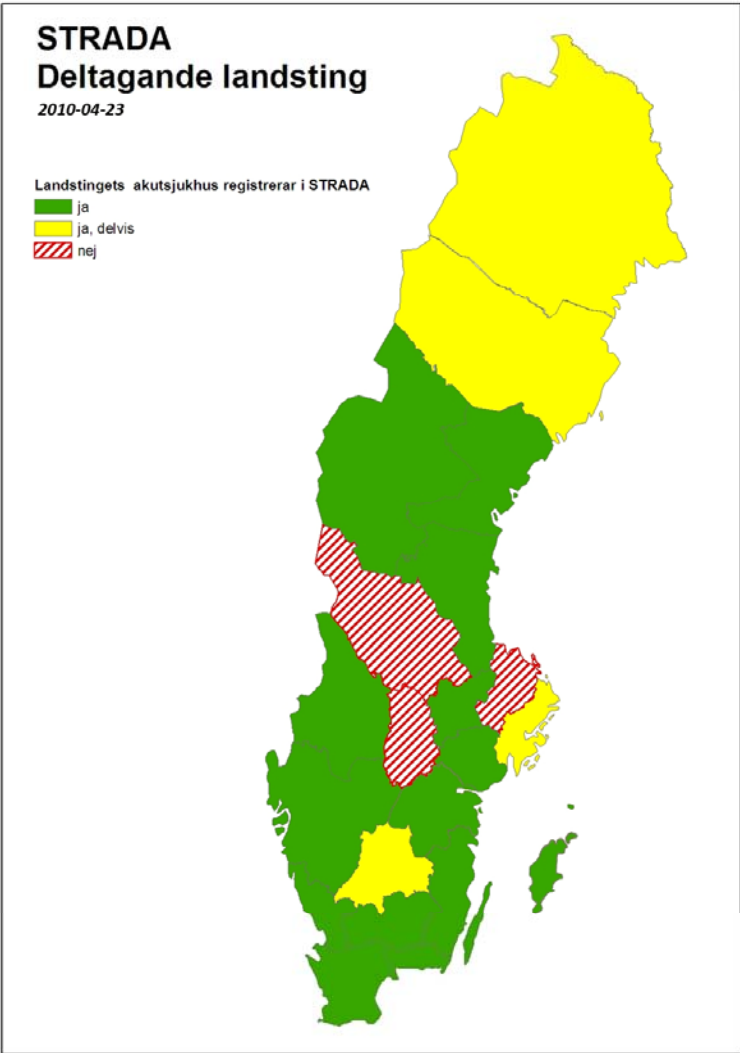 STRADA
Deltagande landsting
2010-04-23
Landstingets akutsjukhus registrerar i STRADA
ja
ja, delvis
nej